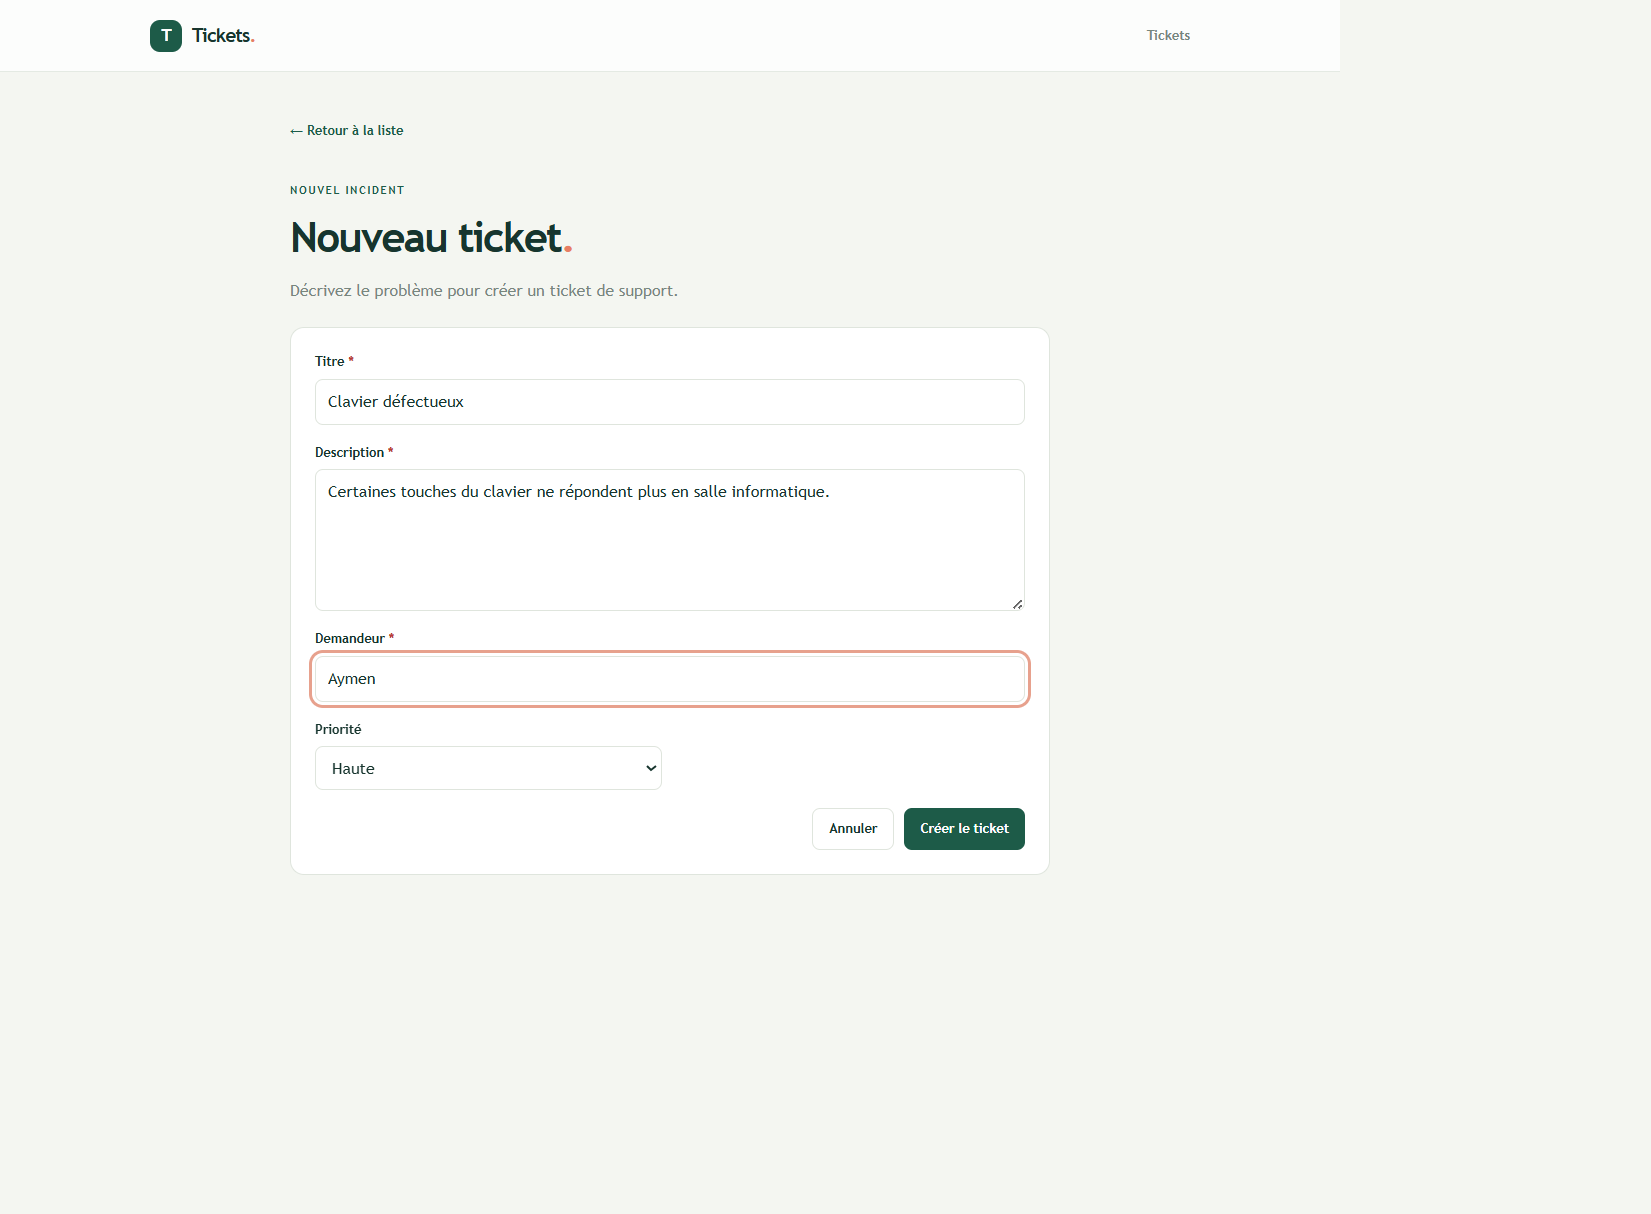 T Tickets.
Tickets
← Retour à la liste
NOUVEL INCIDENT
Nouveau ticket.
Décrivez le problème pour créer un ticket de support.
Titre *
Clavier défectueux
Description *
Certaines touches du clavier ne répondent plus en salle informatique.
Demandeur *
Aymen
Priorité
Haute
Annuler
Créer le ticket